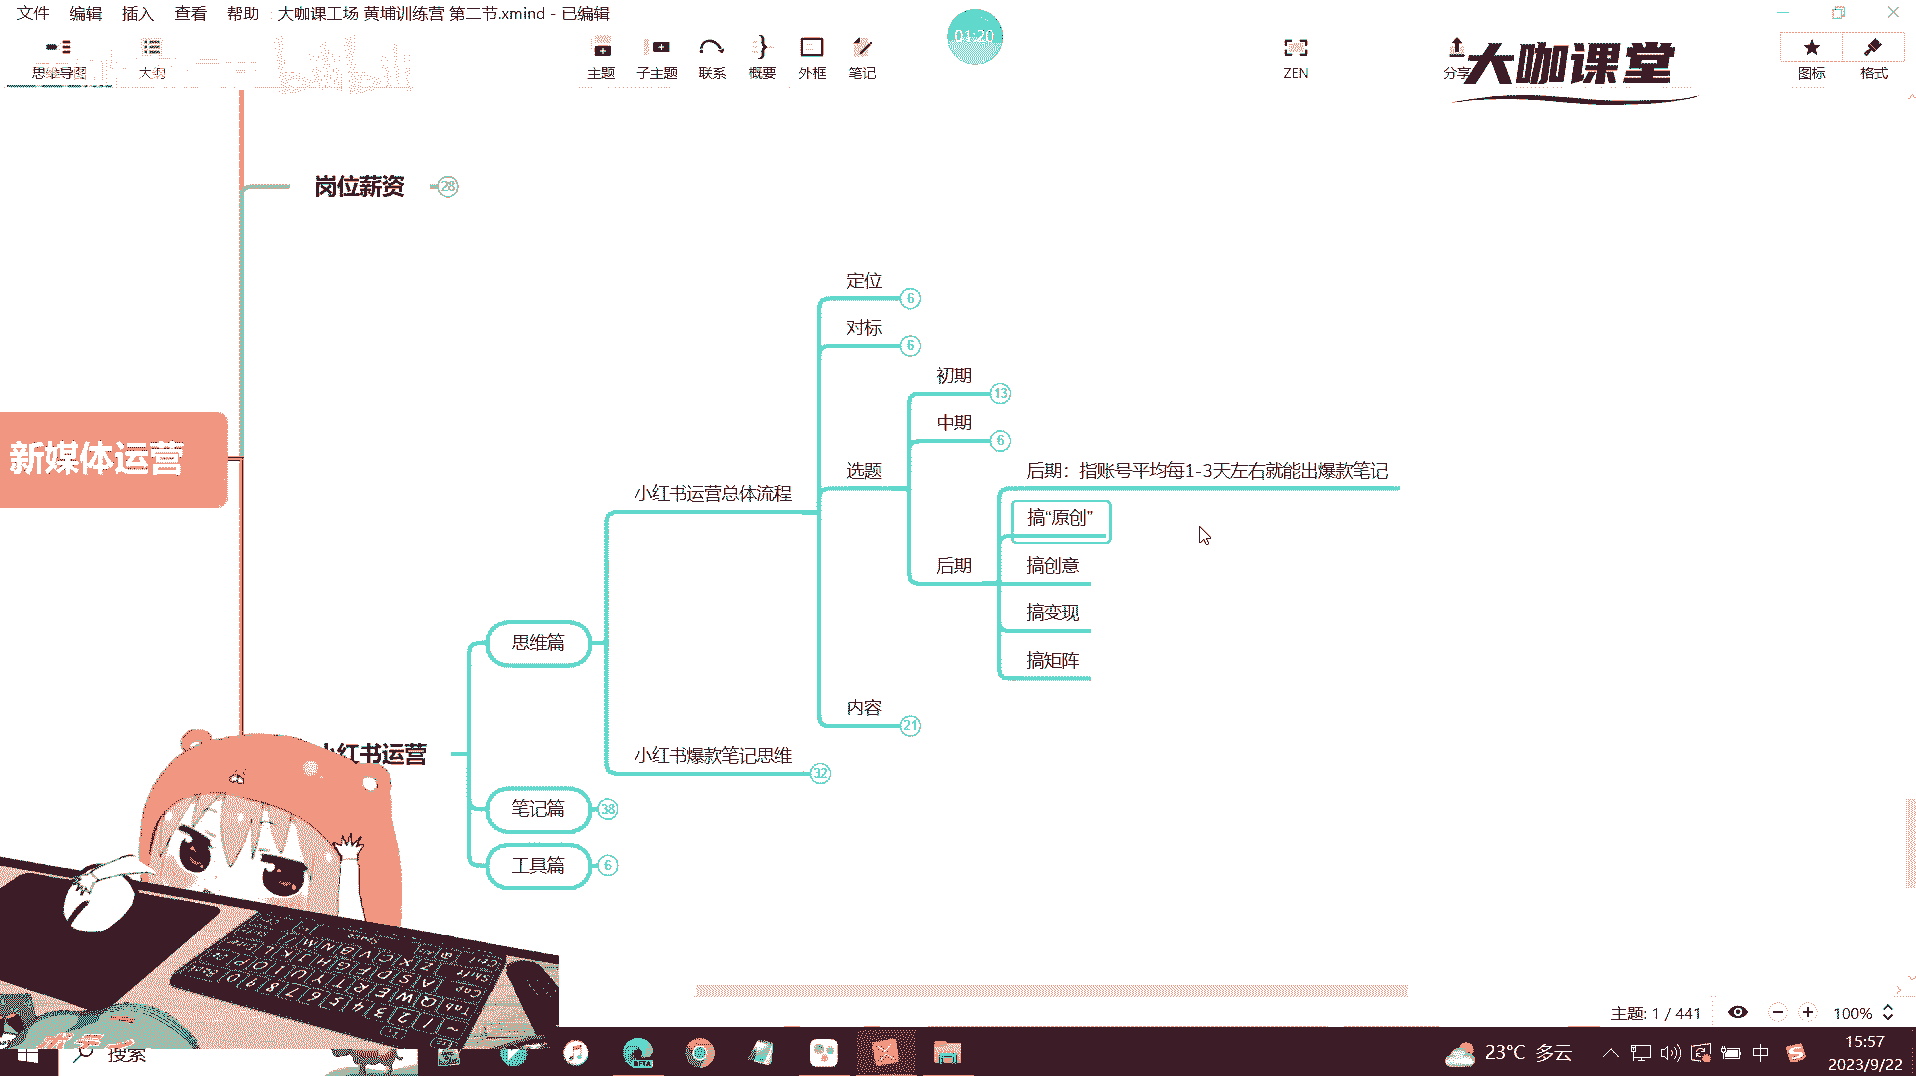 文件 编辑 插入 查看 帮助 大咖课工场 黄埔训练营 第二节.xmind - 已编辑
思维导图 大纲 主题 子主题 联系 概要 外框 笔记 01:20 ZEN 分享 大咖课堂 图标 格式
岗位薪资 28
定位 6
对标 6
初期 13
中期 6
选题
后期：指账号平均每1-3天左右就能出爆款笔记
小红书运营总体流程
搞“原创”
后期
搞创意
搞变现
搞矩阵
新媒体运营
思维篇
内容 21
小红书爆款笔记思维 32
小红书运营
笔记篇 38
工具篇 6
主题: 1 / 441 100%
搜索
23°C 多云
中
15:57
2023/9/22